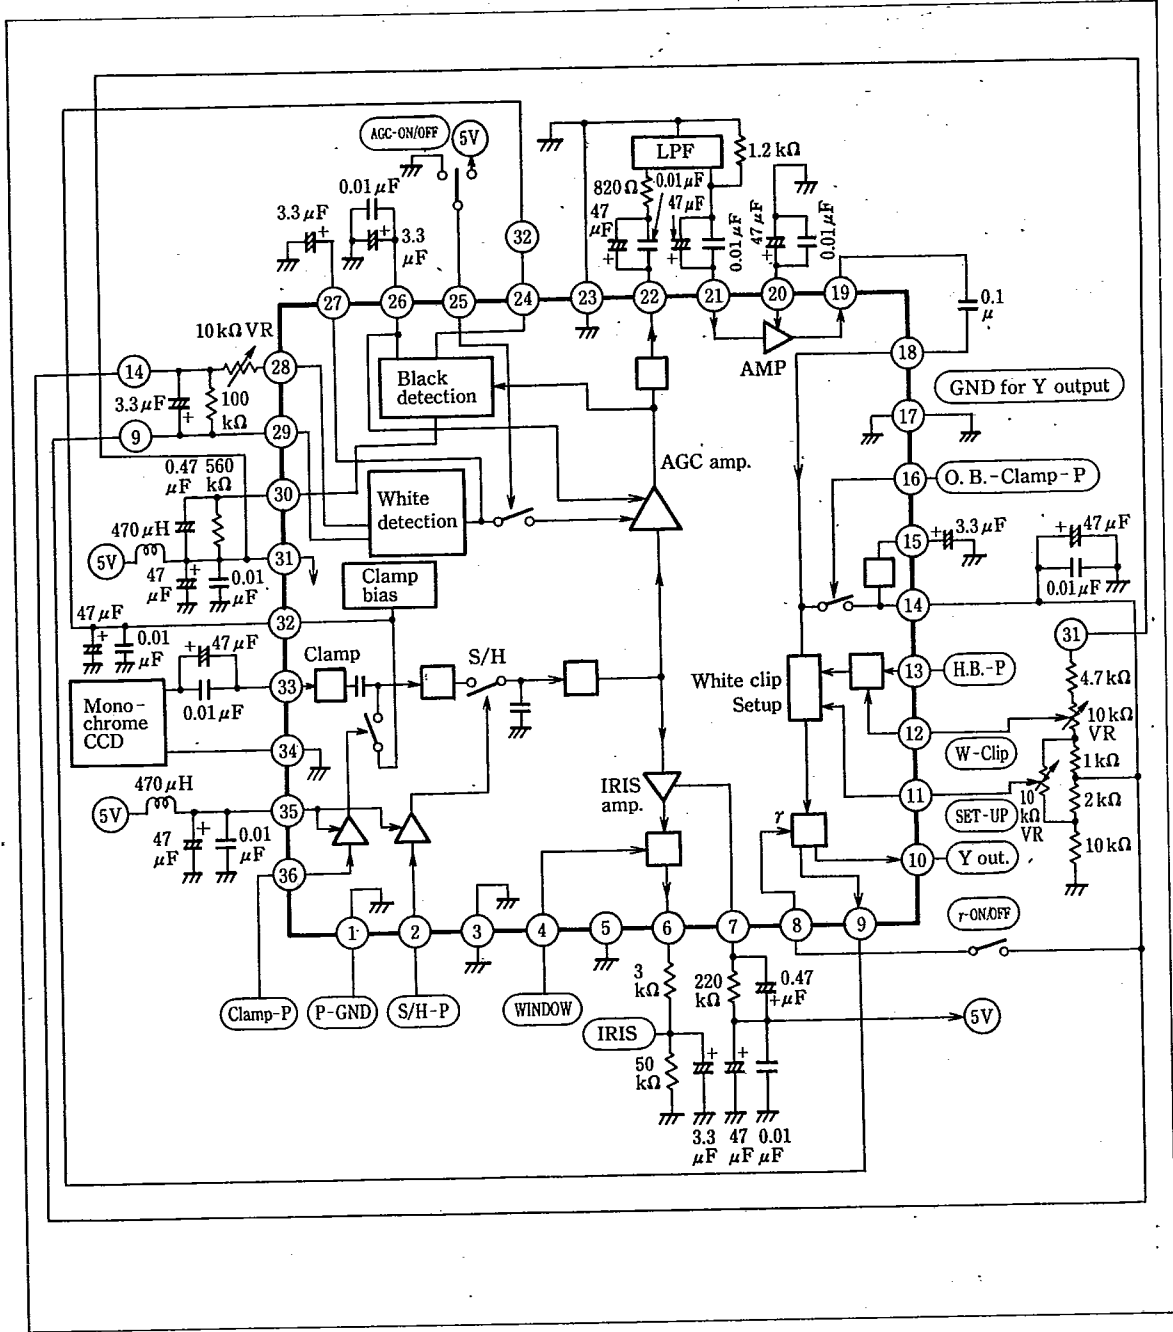 AGC-ON/OFF
5V
LPF
1.2 kΩ
820Ω
0.01 μF
47 μF
47 μF
0.01 μF
47 μF
0.01 μF
0.01 μF
3.3 μF
3.3 μF
32
27
26
25
24
23
22
21
20
19
0.1 μ
AMP
10 kΩ VR
14
28
18
GND for Y output
Black detection
3.3 μF
100 kΩ
17
9
29
AGC amp.
0.47 μF
560 kΩ
16
O. B.-Clamp-P
30
White detection
470 μH
15
3.3 μF
47 μF
5V
31
47 μF
0.01 μF
Clamp bias
14
0.01 μF
47 μF
0.01 μF
32
31
47 μF
Clamp
S/H
White clip
Setup
13
H.B.-P
4.7 kΩ
33
0.01 μF
Mono-
chrome
CCD
12
10 kΩ VR
W-Clip
34
1 kΩ
470 μH
IRIS amp.
11
SET-UP
10 kΩ VR
2 kΩ
5V
35
47 μF
0.01 μF
r
10
Y out.
10 kΩ
36
r-ON/OFF
1
2
3
4
5
6
7
8
9
3 kΩ
220 kΩ
0.47 μF
Clamp-P
P-GND
S/H-P
WINDOW
IRIS
5V
50 kΩ
3.3 μF
47 μF
0.01 μF